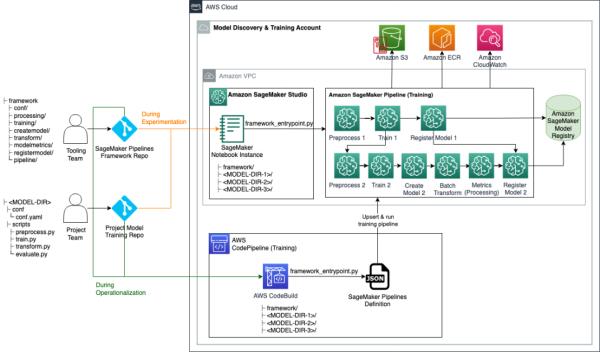 AWS Cloud
Model Discovery & Training Account
Amazon S3
Amazon ECR
Amazon
CloudWatch
Amazon VPC
Amazon SageMaker Studio
Amazon SageMaker Pipeline (Training)
framework
conf/
processing/
training/
createmodel/
transform/
modelmetrics/
registermodel/
pipeline/
Tooling
Team
SageMaker Pipelines
Framework Repo
During
Experimentation
SageMaker
Notebook Instance
framework_entrypoint.py
framework/
<MODEL-DIR-1>/
<MODEL-DIR-2>/
<MODEL-DIR-3>/
Preprocess 1
Train 1
Register Model 1
Preprocess 2
Train 2
Create
Model 2
Batch
Transform
Metrics
(Processing)
Register
Model 2
Amazon
SageMaker
Model
Registry
<MODEL-DIR>
conf
conf.yaml
scripts
preprocess.py
train.py
transform.py
evaluate.py
Project
Team
Project Model
Training Repo
During
Operationalization
Upsert & run
training pipeline
AWS
CodePipeline (Training)
AWS CodeBuild
framework_entrypoint.py
framework/
<MODEL-DIR-1>/
<MODEL-DIR-2>/
<MODEL-DIR-3>/
JSON
SageMaker Pipelines
Definition